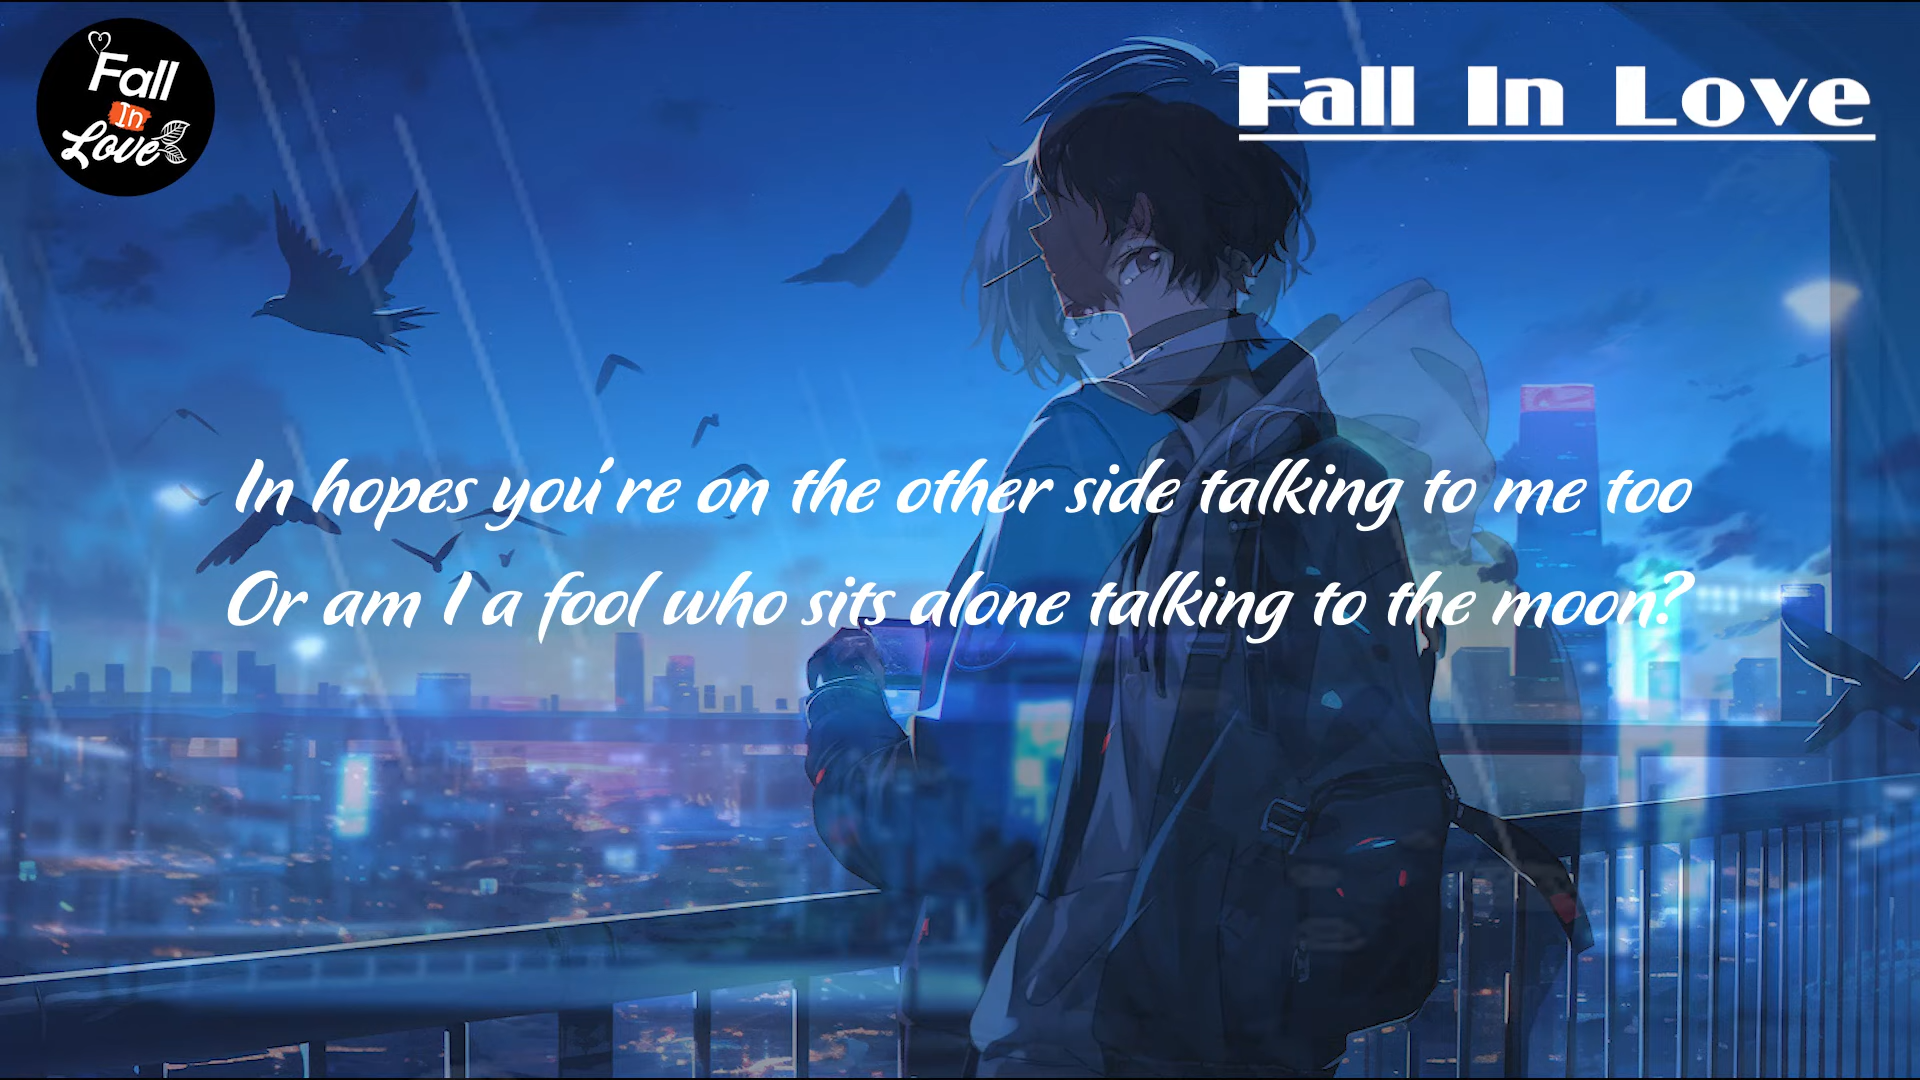 Fall
In
Love
Fall In Love
In hopes you're on the other side talking to me too
Or am I a fool who sits alone talking to the moon?